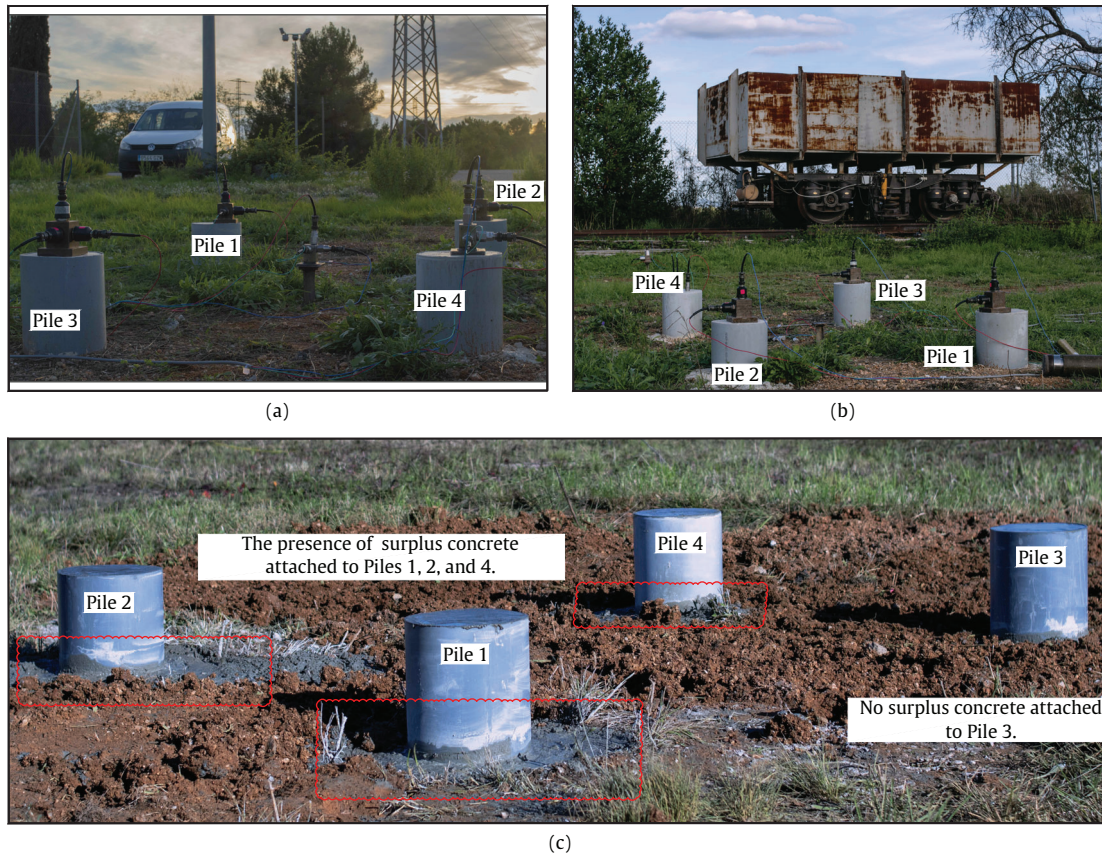 Pile 2
Pile 1
Pile 4
Pile 3
(a)
Pile 4
Pile 3
Pile 1
Pile 2
(b)
The presence of surplus concrete
attached to Piles 1, 2, and 4.
Pile 4
Pile 3
Pile 2
Pile 1
No surplus concrete attached
to Pile 3.
(c)